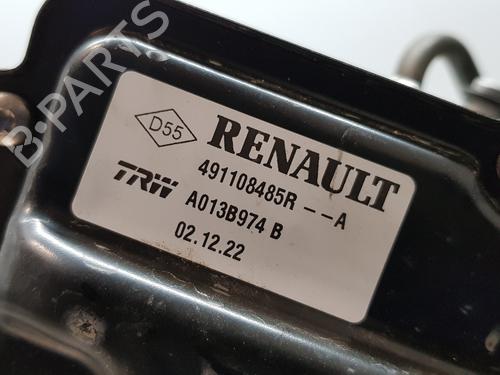 B-PARTS
D55
RENAULT
491108485R -- A
TRW A013B974 B
02.12.22